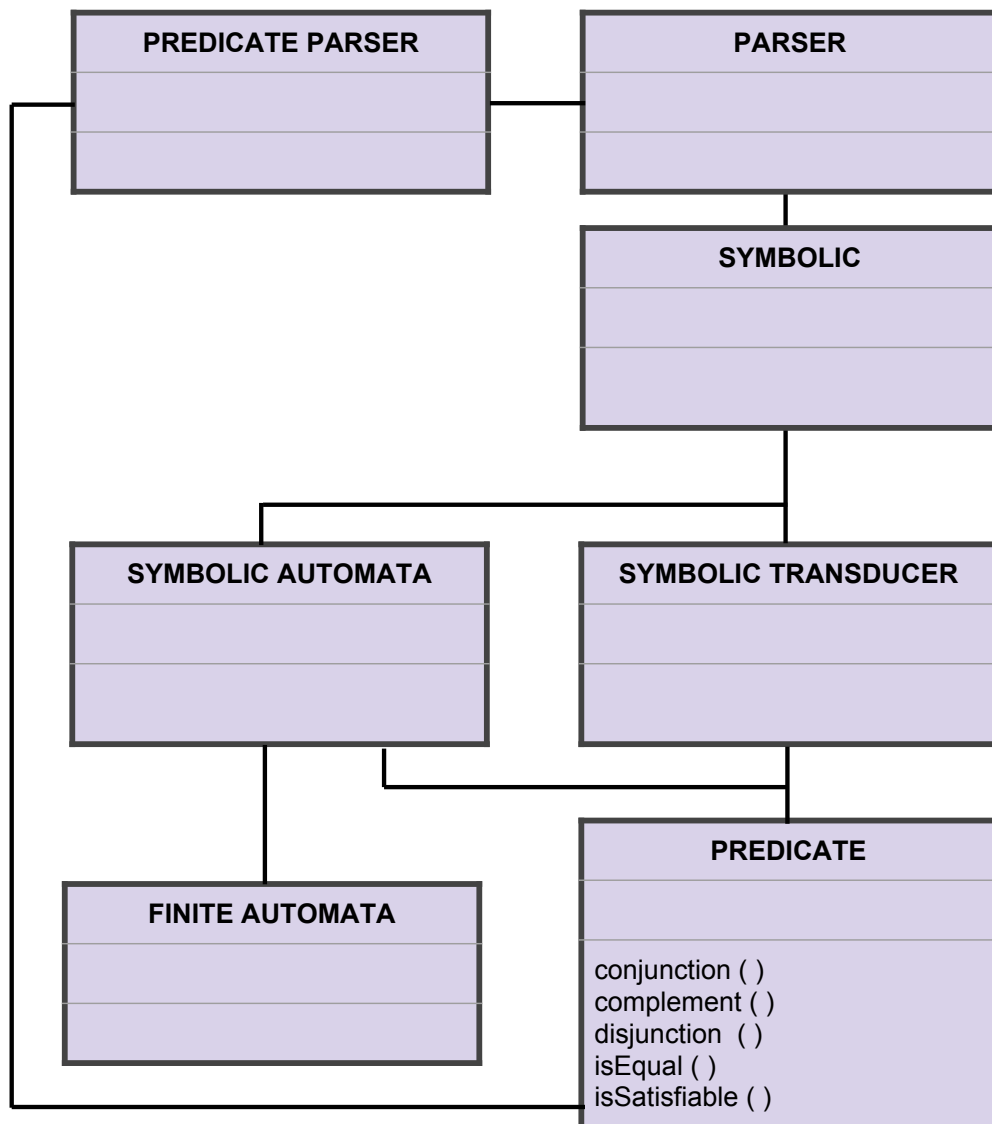 PREDICATE PARSER
PARSER
SYMBOLIC
SYMBOLIC AUTOMATA
SYMBOLIC TRANSDUCER
PREDICATE
FINITE AUTOMATA
conjunction ( )
complement ( )
disjunction  ( )
isEqual ( )
isSatisfiable ( )